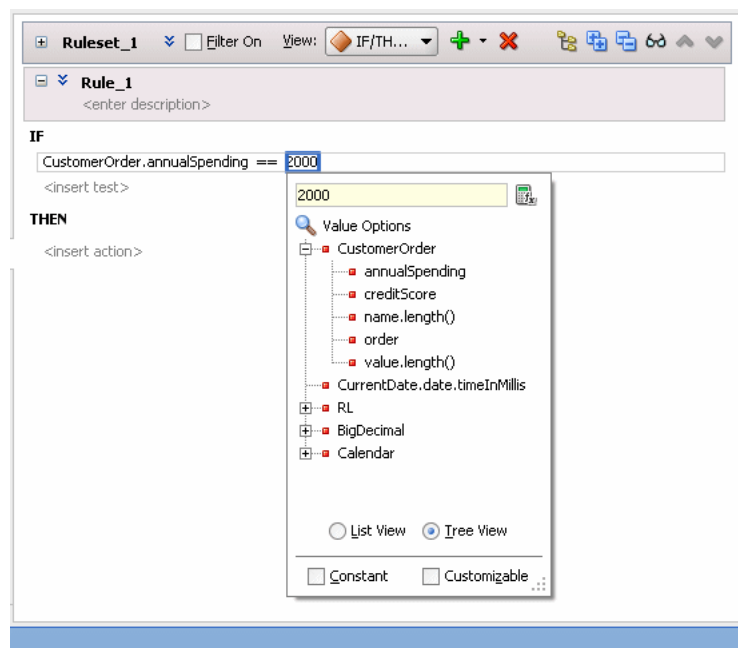 Ruleset_1 Filter On View: IF/TH...
Rule_1
<enter description>
IF
CustomerOrder.annualSpending == 2000
<insert test>
2000
THEN
Value Options
<insert action>
CustomerOrder
annualSpending
creditScore
name.length()
order
value.length()
CurrentDate.date.timeInMillis
RL
BigDecimal
Calendar
List View Tree View
Constant Customizable